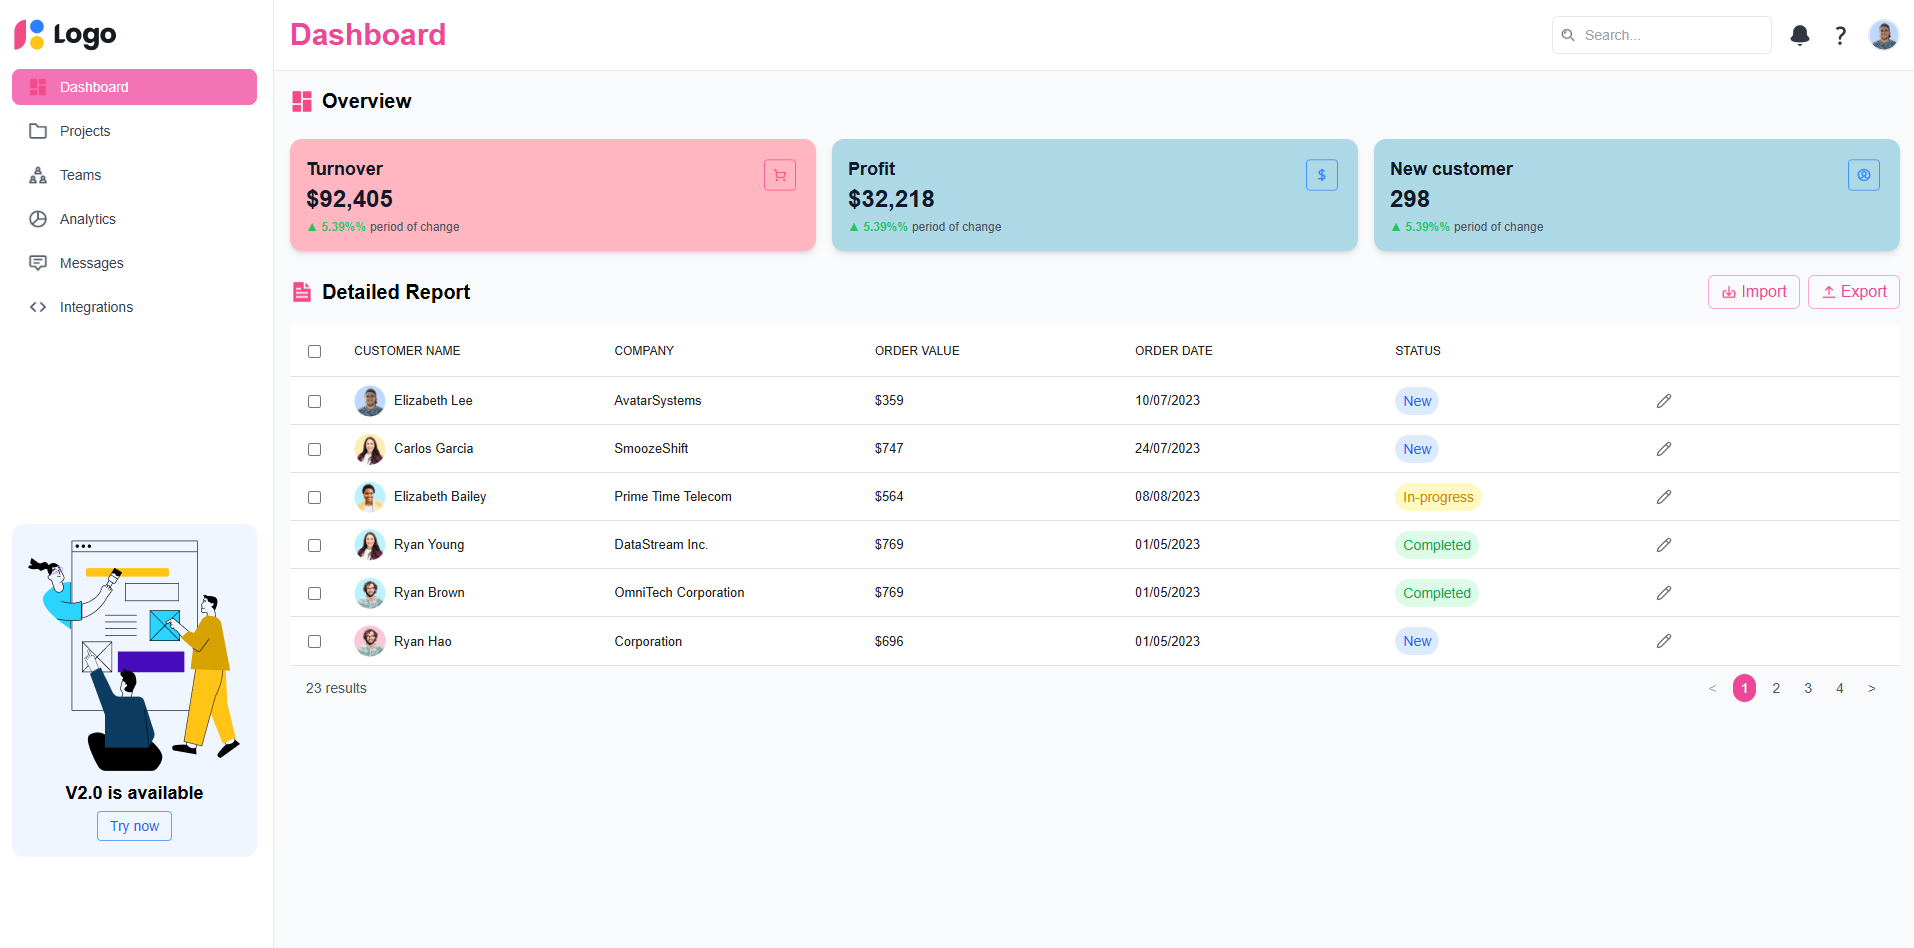 Logo
Dashboard
Projects
Teams
Analytics
Messages
Integrations
V2.0 is available
Try now
Dashboard
Search...
?
Overview
Turnover
$92,405
▲ 5.39%% period of change
Profit
$32,218
▲ 5.39%% period of change
$
New customer
298
▲ 5.39%% period of change
Detailed Report
Import Export
CUSTOMER NAME COMPANY ORDER VALUE ORDER DATE STATUS
Elizabeth Lee AvatarSystems $359 10/07/2023 New
Carlos Garcia SmoozeShift $747 24/07/2023 New
Elizabeth Bailey Prime Time Telecom $564 08/08/2023 In-progress
Ryan Young DataStream Inc. $769 01/05/2023 Completed
Ryan Brown OmniTech Corporation $769 01/05/2023 Completed
Ryan Hao Corporation $696 01/05/2023 New
23 results < 1 2 3 4 >